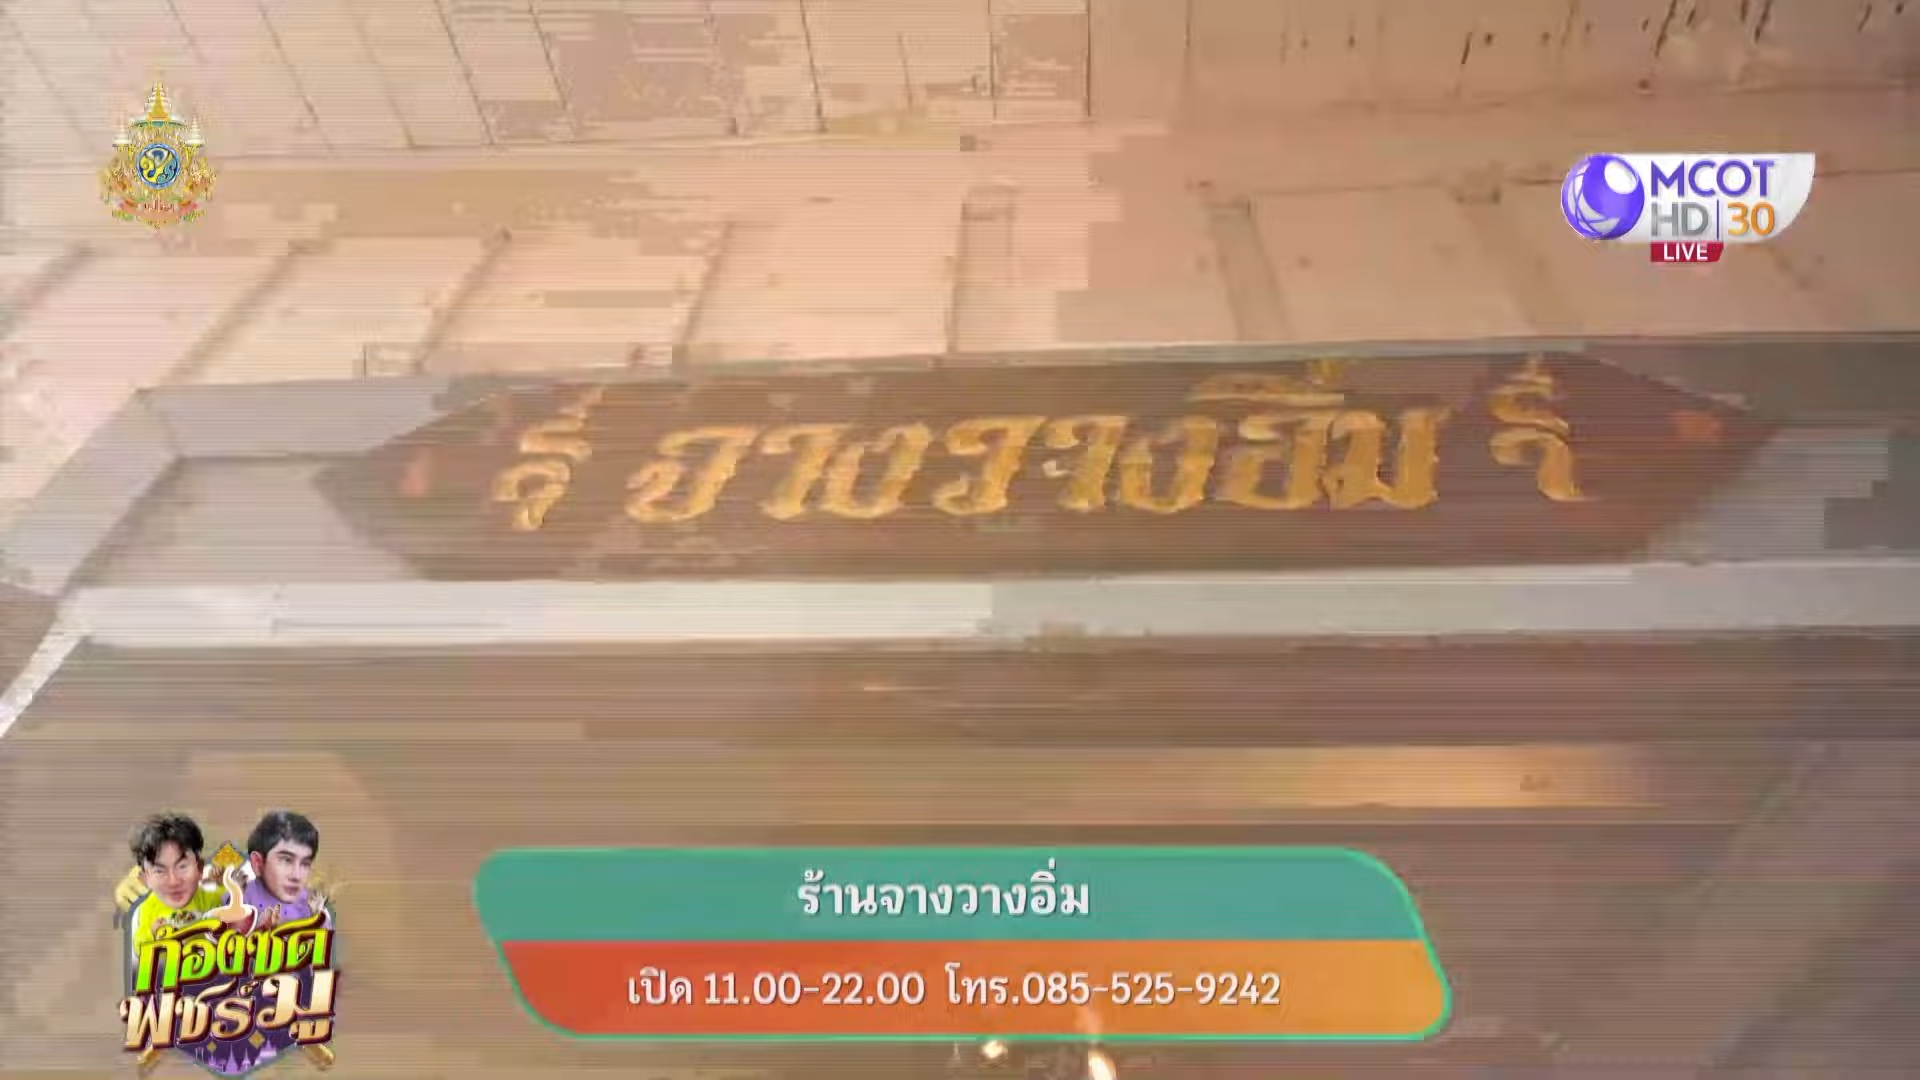 MCOT
HD 30
LIVE
จางวางอิ่ม
ร้านจางวางอิ่ม
เปิด 11.00-22.00 โทร.085-525-9242
ก้องซด
พชร์มู